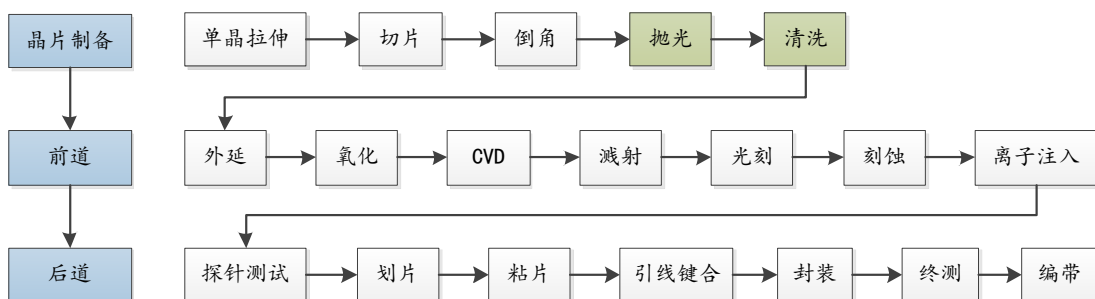 晶片制备
单晶拉伸
切片
倒角
抛光
清洗
前道
外延
氧化
CVD
溅射
光刻
刻蚀
离子注入
后道
探针测试
划片
粘片
引线键合
封装
终测
编带